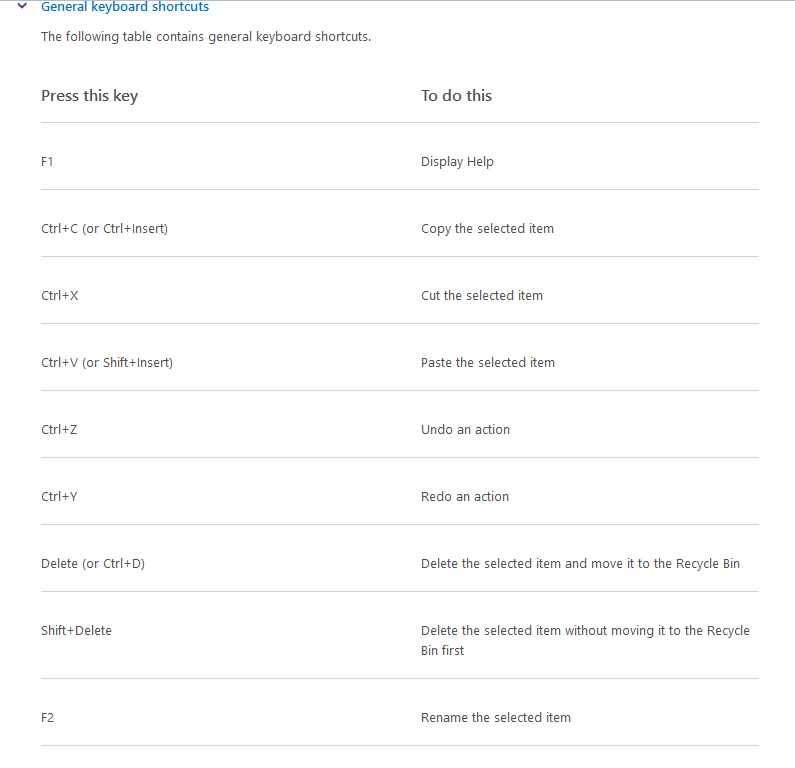 General keyboard shortcuts
The following table contains general keyboard shortcuts.
Press this key To do this
F1 Display Help
Ctrl+C (or Ctrl+Insert) Copy the selected item
Ctrl+X Cut the selected item
Ctrl+V (or Shift+Insert) Paste the selected item
Ctrl+Z Undo an action
Ctrl+Y Redo an action
Delete (or Ctrl+D) Delete the selected item and move it to the Recycle Bin
Shift+Delete Delete the selected item without moving it to the Recycle
Bin first
F2 Rename the selected item